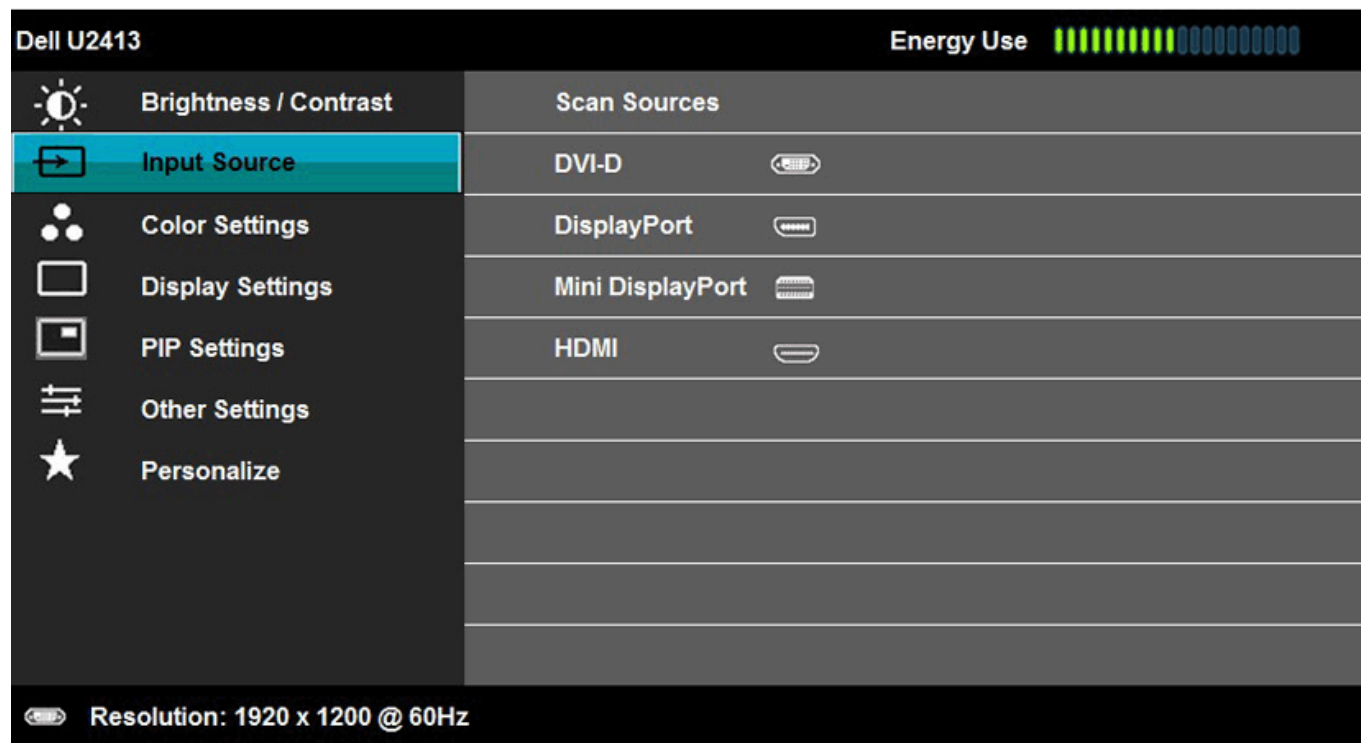 Dell U2413
Energy Use
Brightness / Contrast
Input Source
Color Settings
Display Settings
PIP Settings
Other Settings
Personalize
Scan Sources
DVI-D
DisplayPort
Mini DisplayPort
HDMI
Resolution: 1920 x 1200 @ 60Hz